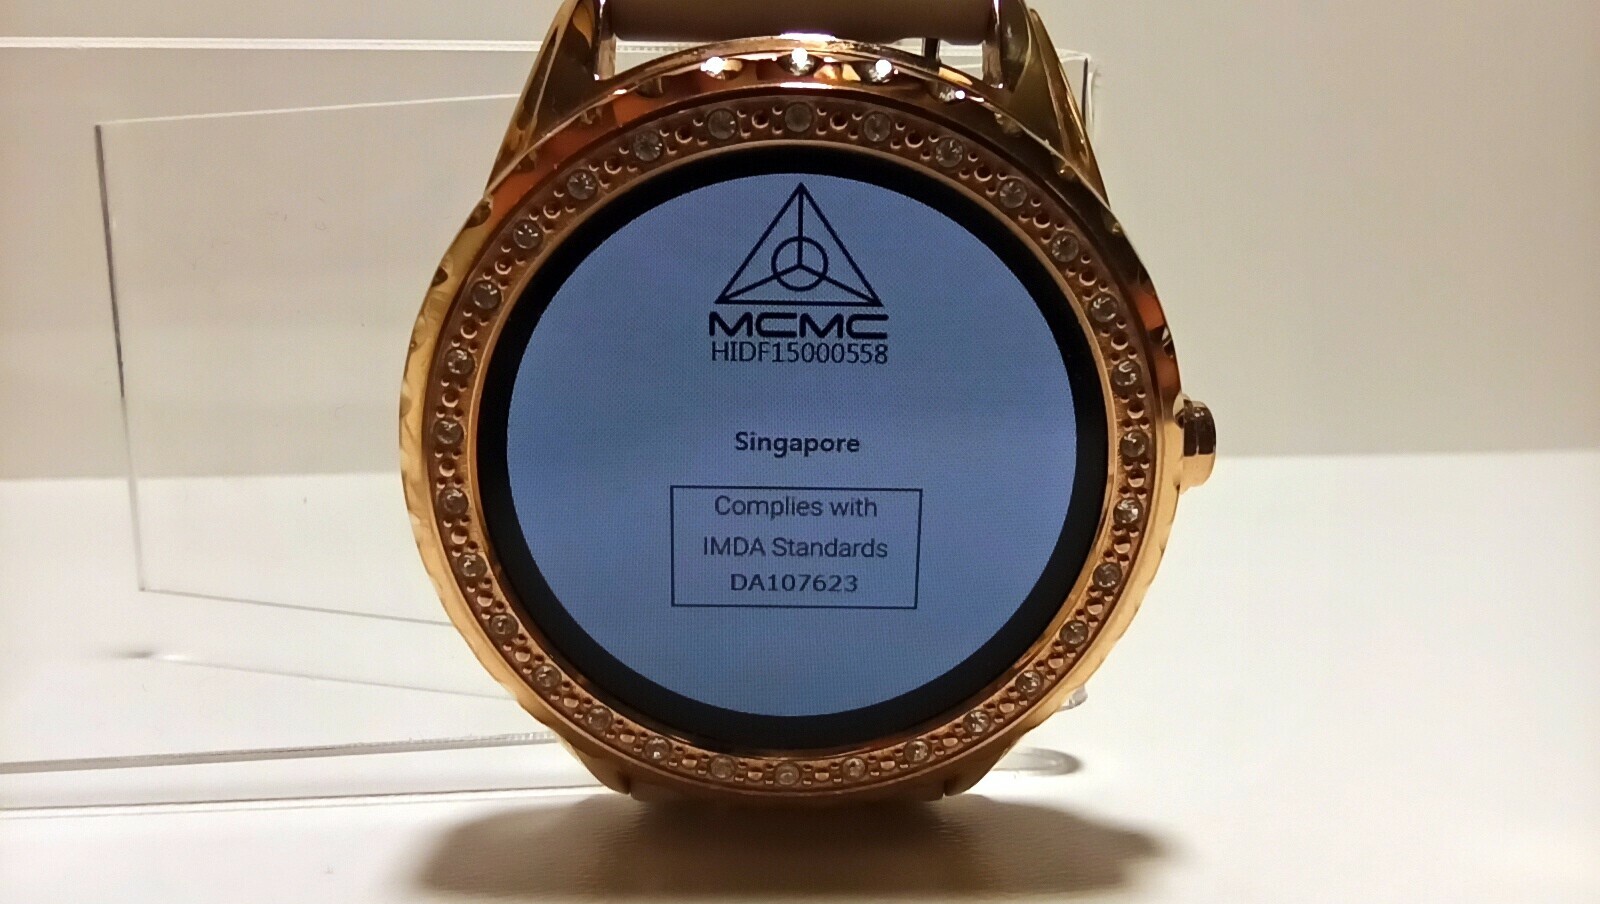 MCMC
HIDF15000558
Singapore
Complies with
IMDA Standards
DA107623